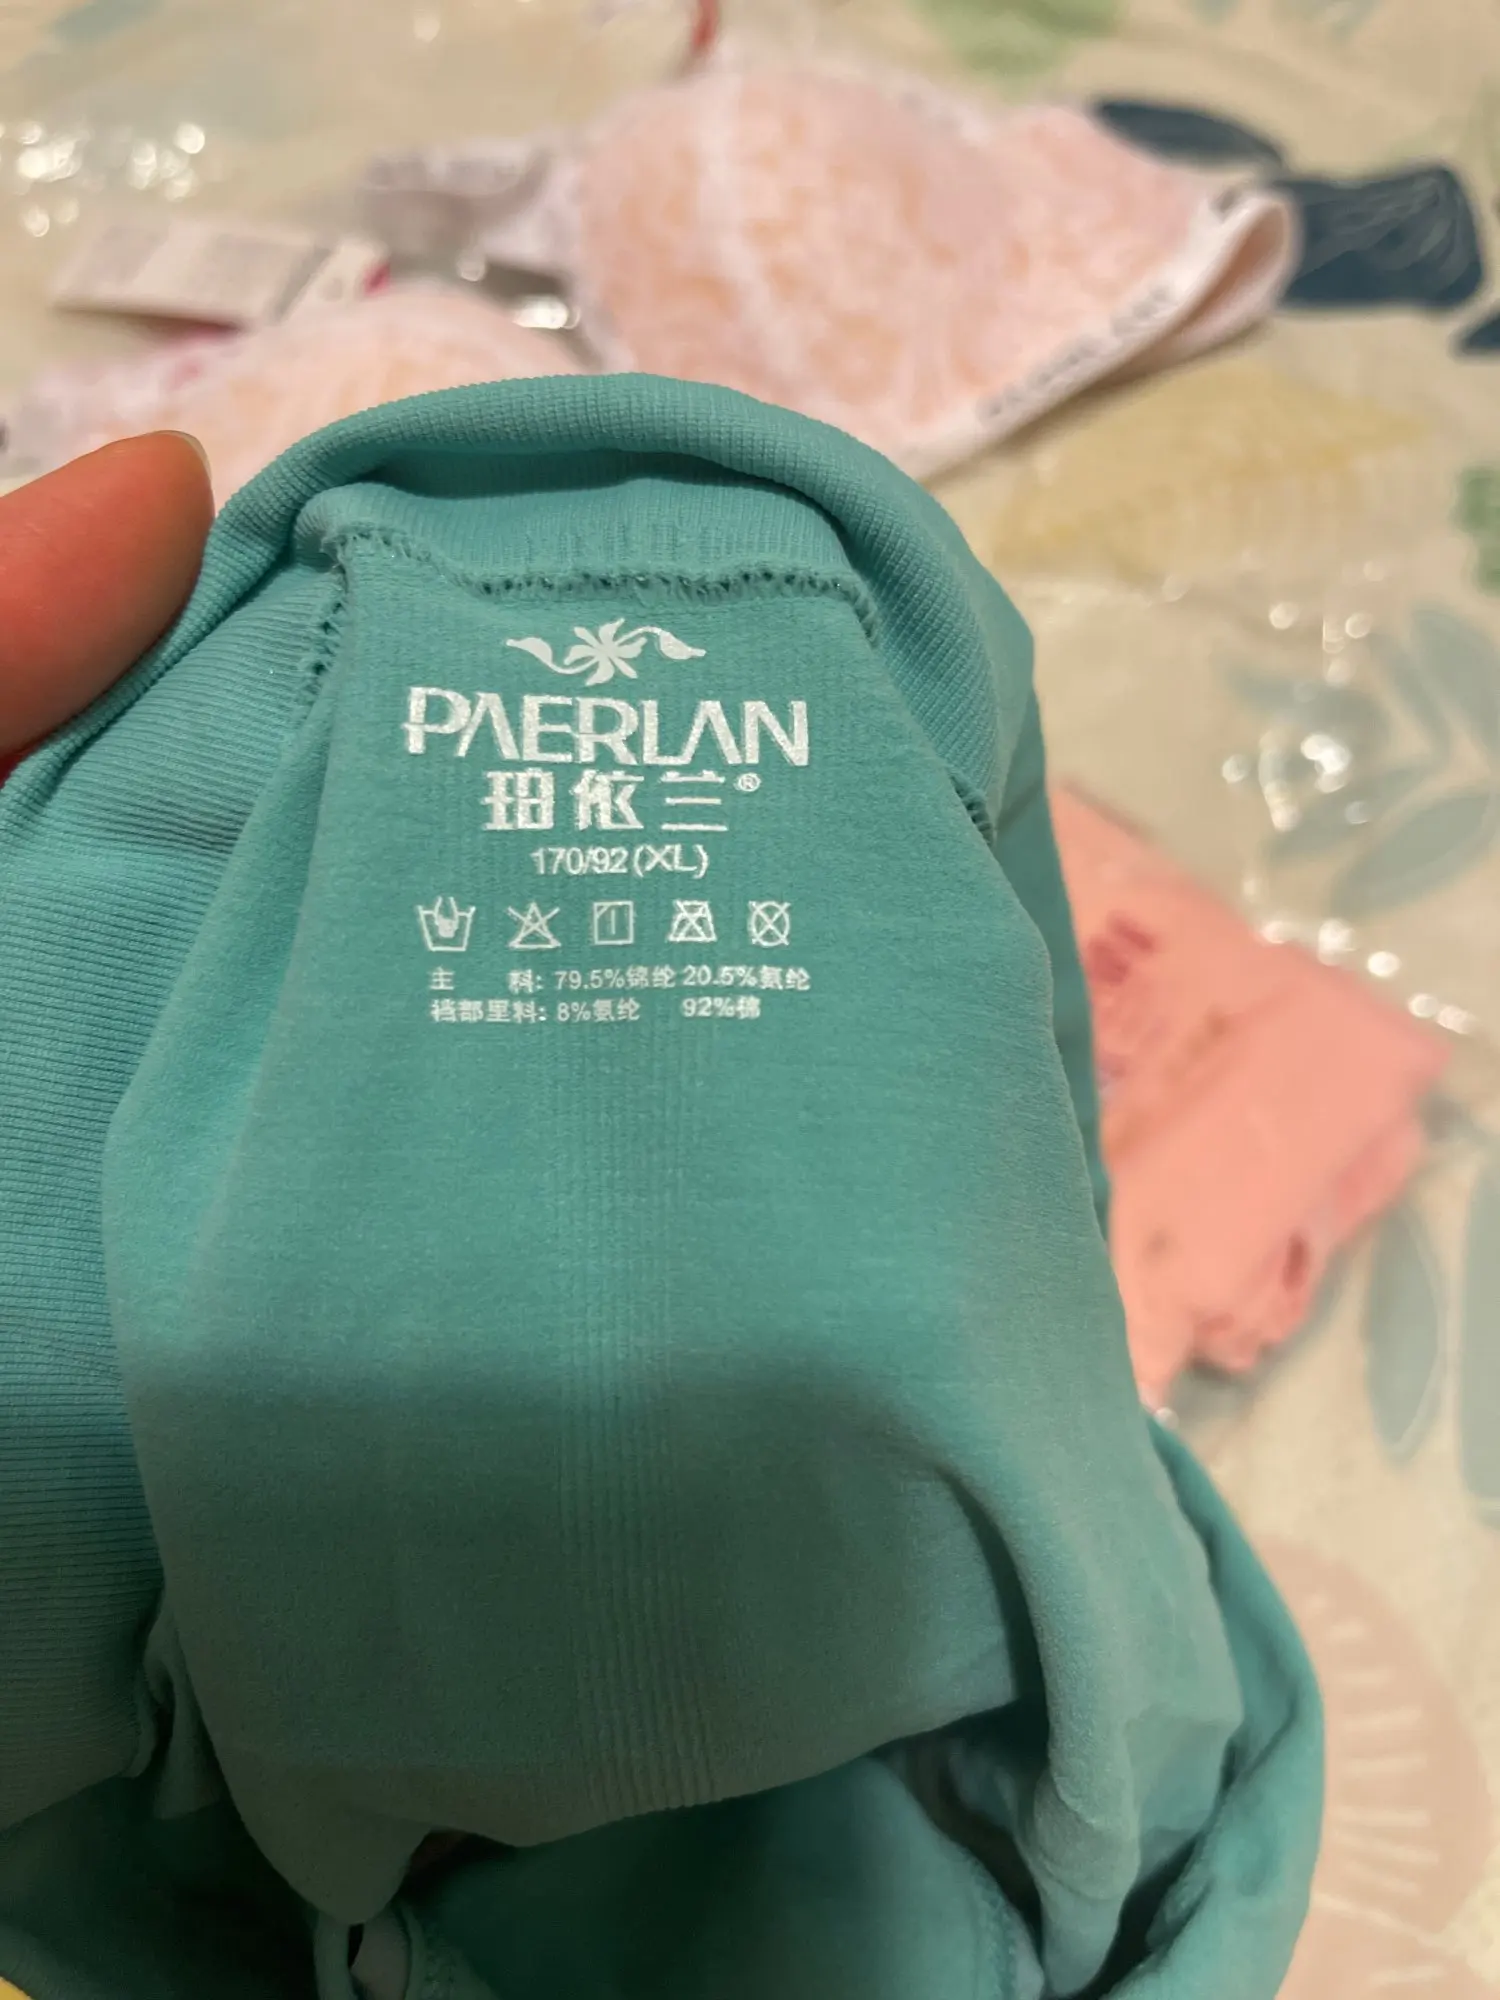 PAERLAN
珀依兰®
170/92(XL)
主 料: 79.5%锦纶 20.5%氨纶
裆部里料: 8%氨纶 92%棉